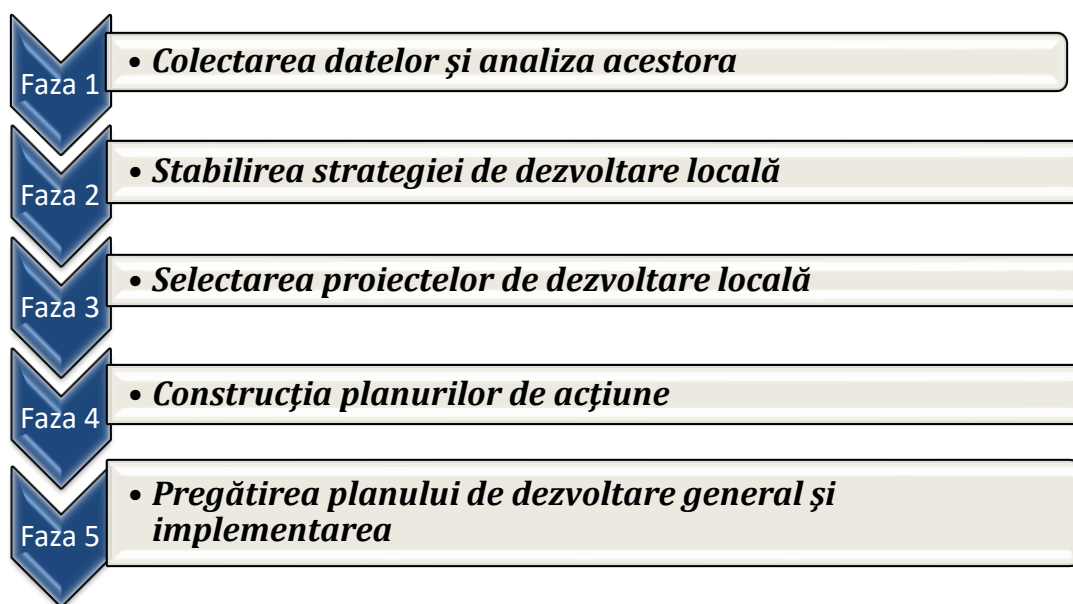 Faza 1
• Colectarea datelor şi analiza acestora
Faza 2
• Stabilirea strategiei de dezvoltare locală
Faza 3
• Selectarea proiectelor de dezvoltare locală
Faza 4
• Construcţia planurilor de acţiune
Faza 5
• Pregătirea planului de dezvoltare general şi
implementarea